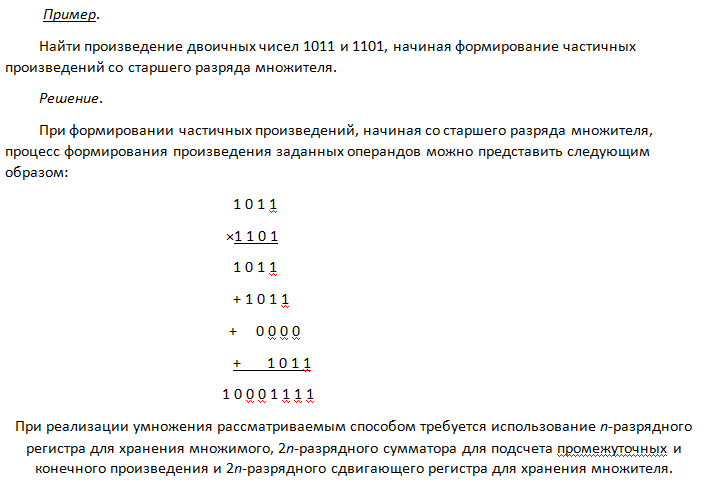 Пример.
Найти произведение двоичных чисел 1011 и 1101, начиная формирование частичных
произведений со старшего разряда множителя.
Решение.
При формировании частичных произведений, начиная со старшего разряда множителя,
процесс формирования произведения заданных операндов можно представить следующим
образом:
1 0 1 1
×1 1 0 1
1 0 1 1
+ 1 0 1 1
+ 0 0 0 0
+ 1 0 1 1
1 0 0 0 1 1 1 1
При реализации умножения рассматриваемым способом требуется использование n-разрядного
регистра для хранения множимого, 2n-разрядного сумматора для подсчета промежуточных и
конечного произведения и 2n-разрядного сдвигающего регистра для хранения множителя.